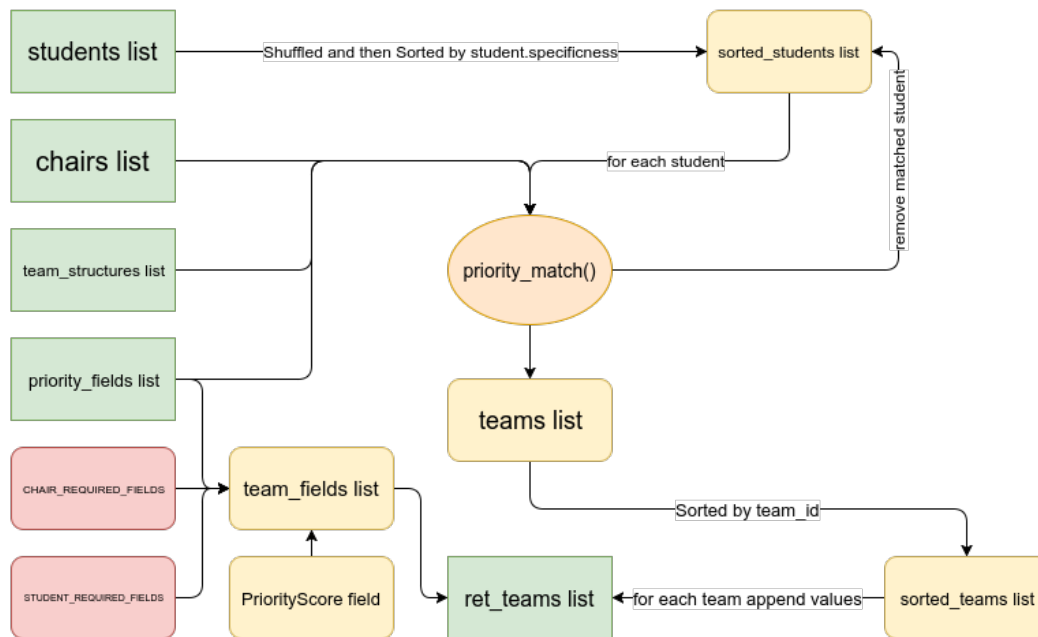 students list
Shuffled and then Sorted by student.specificness
sorted_students list
remove matched student
chairs list
for each student
team_structures list
priority_match()
priority_fields list
teams list
CHAIR_REQUIRED_FIELDS
team_fields list
Sorted by team_id
STUDENT_REQUIRED_FIELDS
PriorityScore field
ret_teams list
for each team append values
sorted_teams list